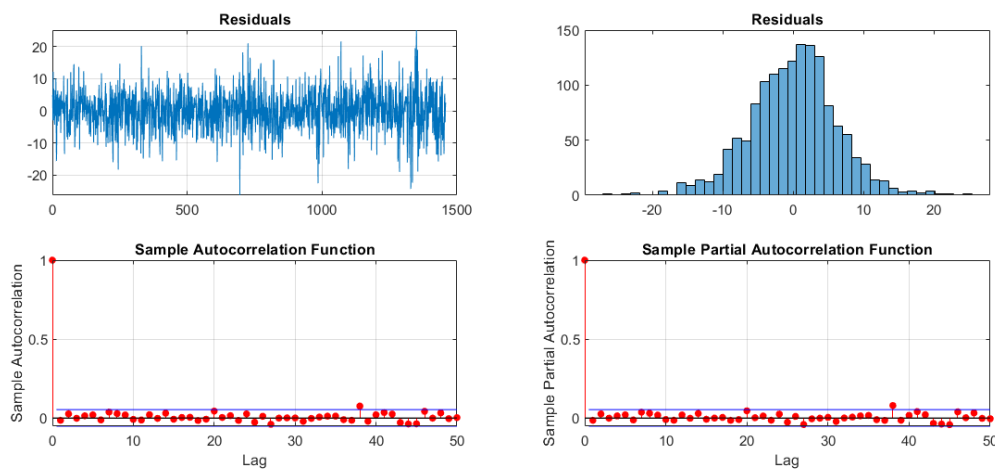 Residuals
20
10
0
-10
-20
0 500 1000 1500
Residuals
150
100
50
0
-20 -10 0 10 20
Sample Autocorrelation Function
Sample Autocorrelation
1
0.5
0
0 10 20 30 40 50
Lag
Sample Partial Autocorrelation Function
Sample Partial Autocorrelation
1
0.5
0
0 10 20 30 40 50
Lag